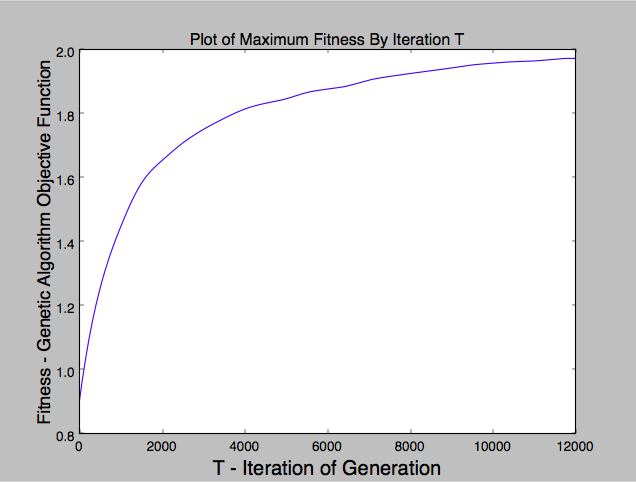 Plot of Maximum Fitness By Iteration T
Fitness - Genetic Algorithm Objective Function
2.0
1.8
1.6
1.4
1.2
1.0
0.8
0 2000 4000 6000 8000 10000 12000
T - Iteration of Generation